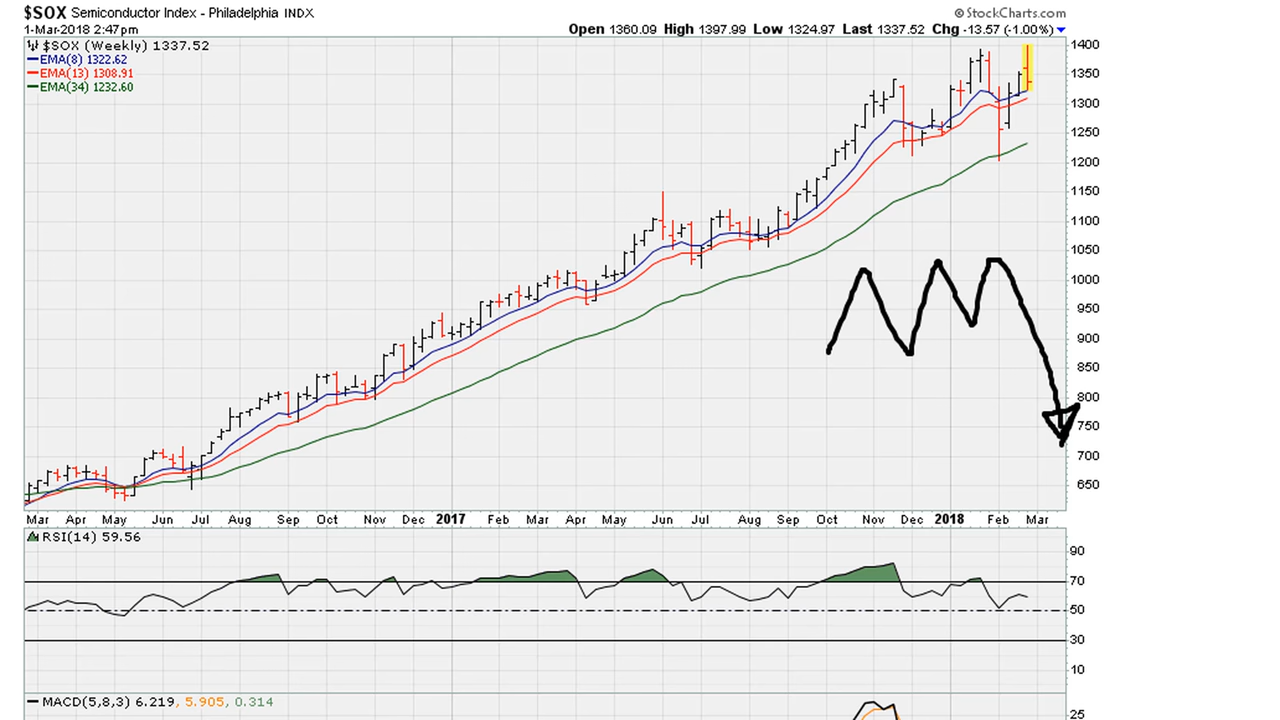 $SOX Semiconductor Index - Philadelphia INDX
© StockCharts.com
1-Mar-2018 2:47pm
Open 1360.09 High 1397.99 Low 1324.97 Last 1337.52 Chg -13.57 (-1.00%)
$SOX (Weekly) 1337.52
EMA(8) 1322.62
EMA(13) 1308.91
EMA(34) 1232.60
1400
1350
1300
1250
1200
1150
1100
1050
1000
950
900
850
800
750
700
650
Mar Apr May Jun Jul Aug Sep Oct Nov Dec 2017 Feb Mar Apr May Jun Jul Aug Sep Oct Nov Dec 2018 Feb Mar
RSI(14) 59.56
90
70
50
30
10
MACD(5,8,3) 6.219, 5.905, 0.314
25